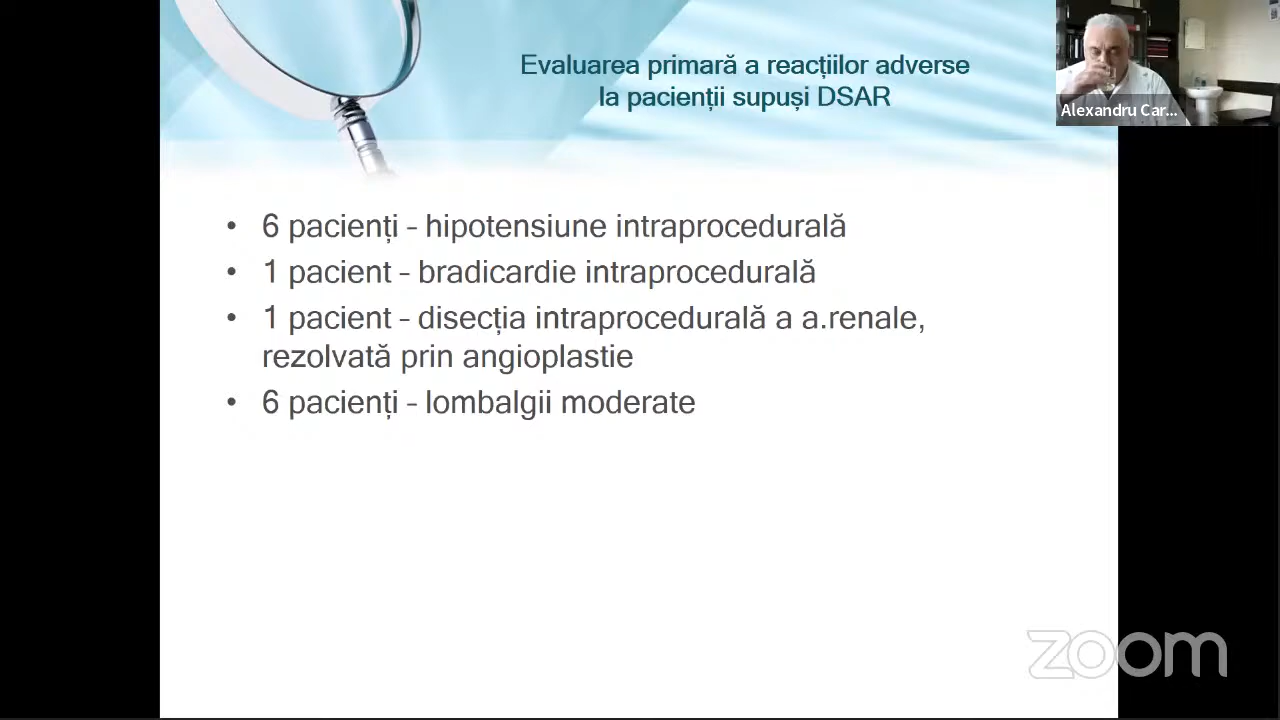 Evaluarea primară a reacțiilor adverse
la pacienții supuși DSAR
Alexandru Car...
• 6 pacienți - hipotensiune intraprocedurală
• 1 pacient - bradicardie intraprocedurală
• 1 pacient - disecția intraprocedurală a a.renale,
rezolvată prin angioplastie
• 6 pacienți - lombalgii moderate
zoom